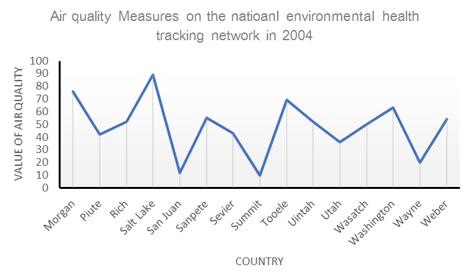 Air quality Measures on the natioanl environmental health
tracking network in 2004
VALUE OF AIR QUALITY
100
90
80
70
60
50
40
30
20
10
0
Morgan
Piute
Rich
Salt Lake
San Juan
Sanpete
Sevier
Summit
Tooele
Uintah
Utah
Wasatch
Washington
Wayne
Weber
COUNTRY